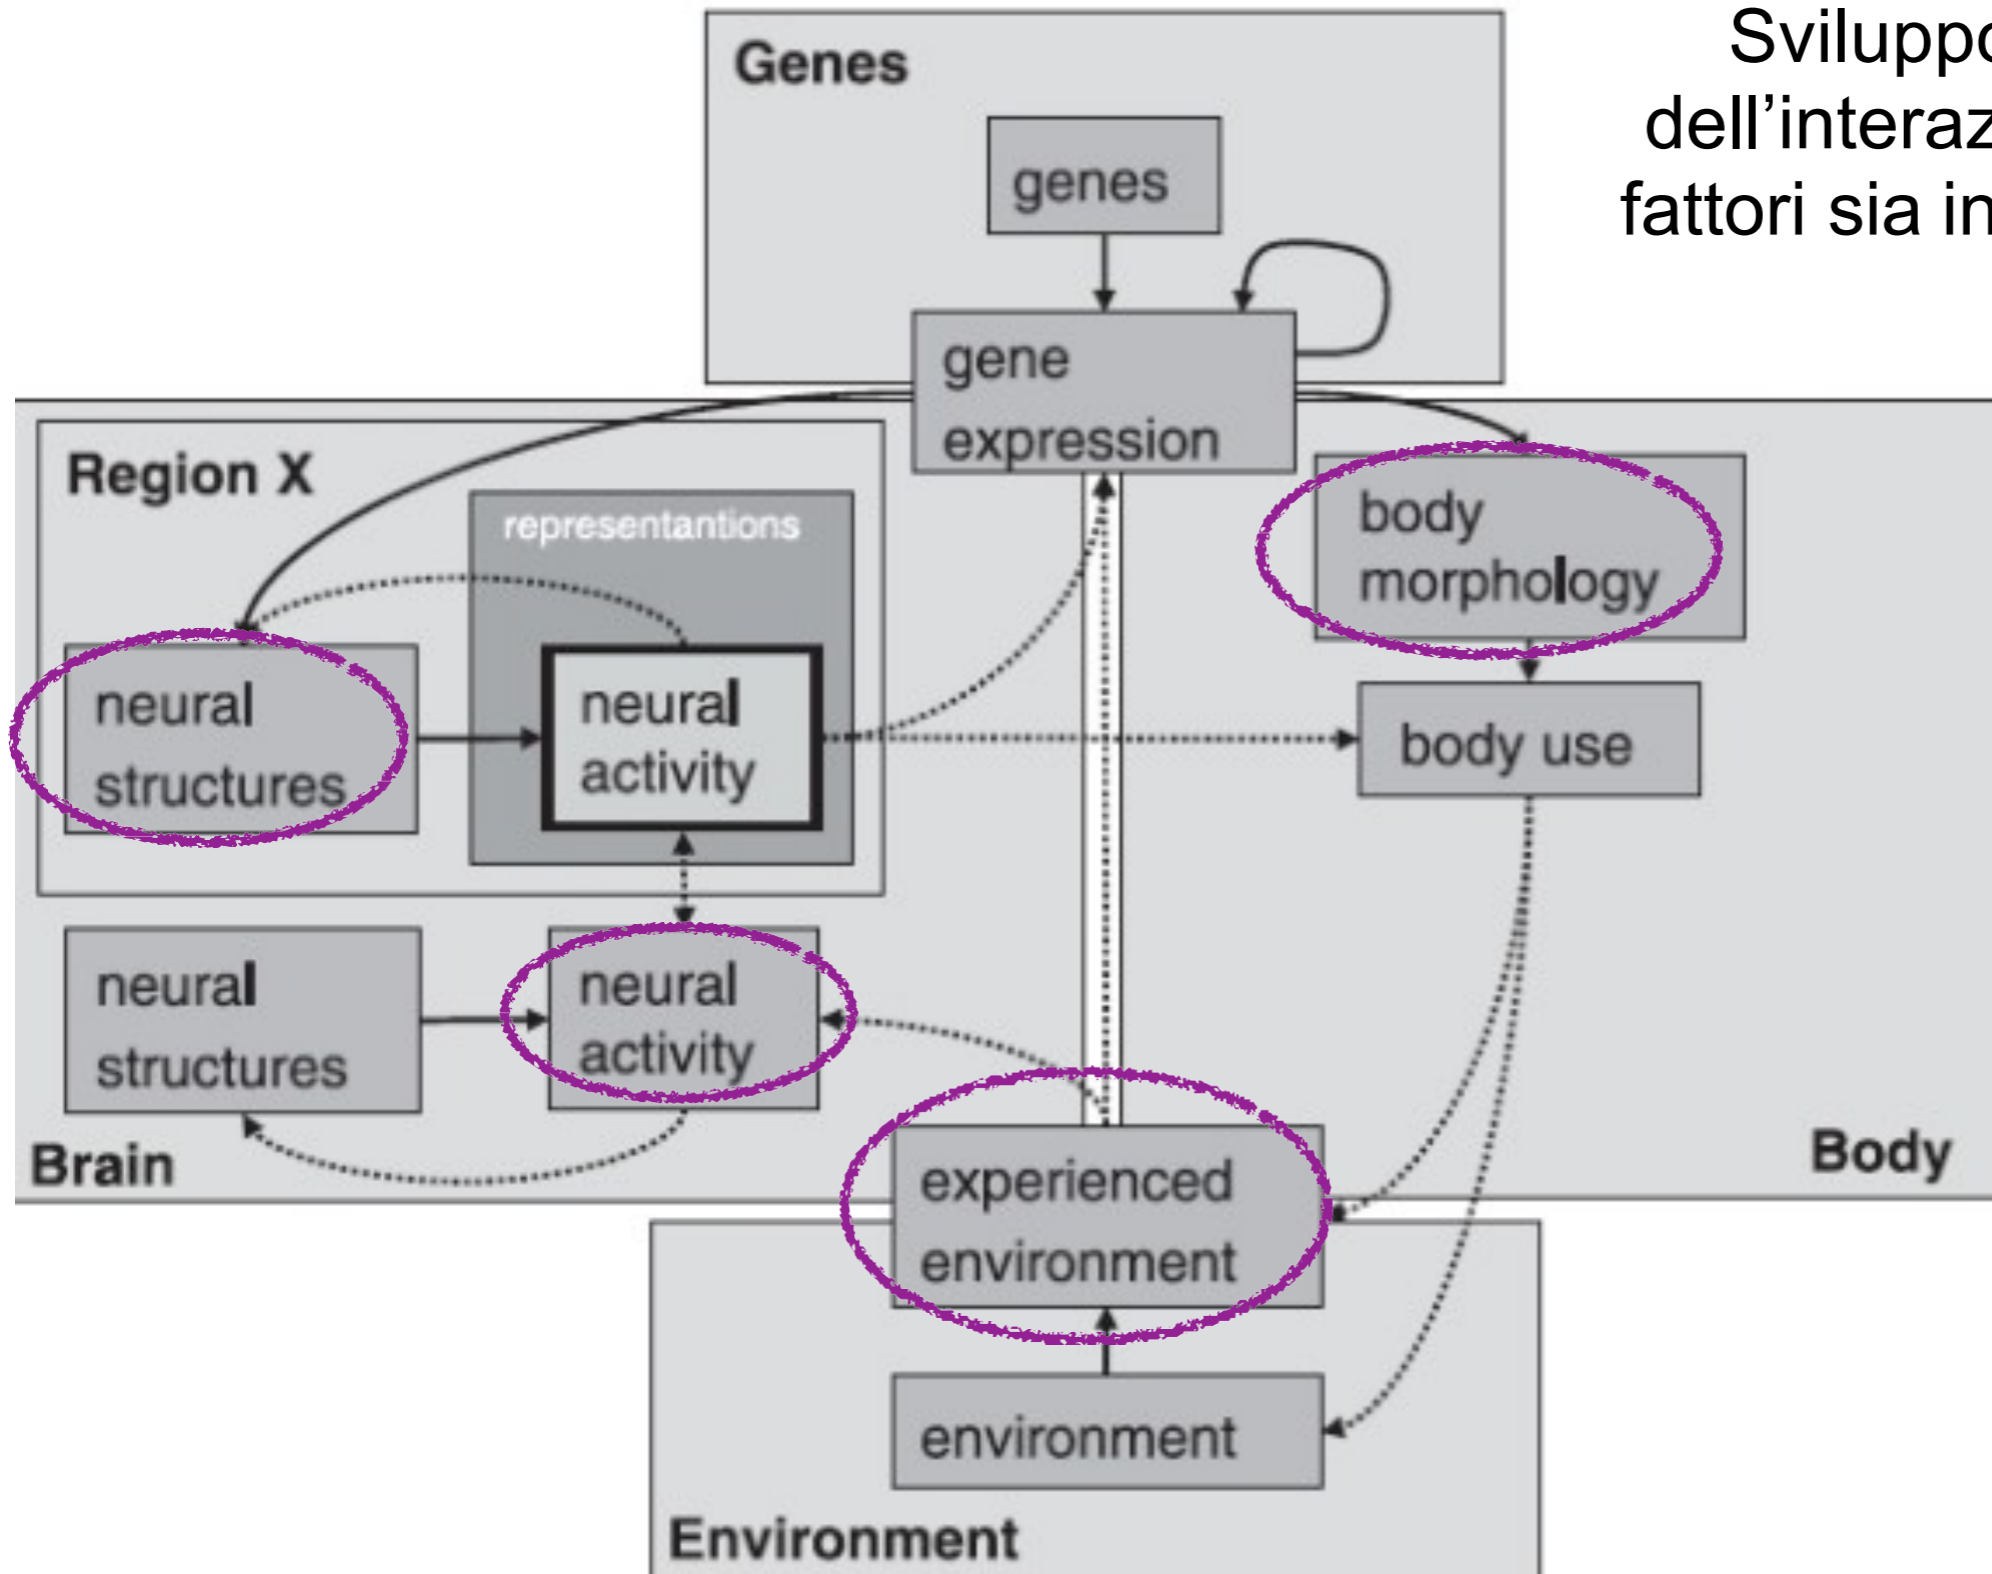 Genes
Sviluppo
dell'interaz
fattori sia in
genes
gene
expression
Region X
representantions
body
morphology
neural
structures
neural
activity
body use
neural
structures
neural
activity
Brain
Body
experienced
environment
environment
Environment